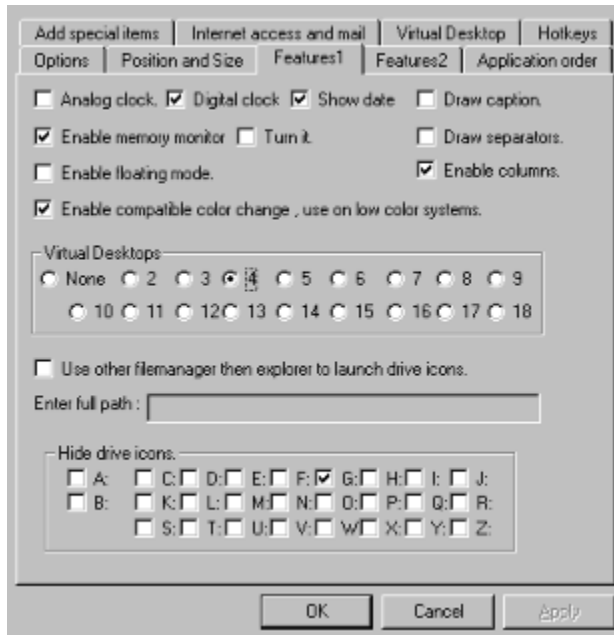 Add special items Internet access and mail Virtual Desktop Hotkeys
Options Position and Size Features1 Features2 Application order
Analog clock. Digital clock Show date Draw caption.
Enable memory monitor Turn it. Draw separators.
Enable floating mode. Enable columns.
Enable compatible color change , use on low color systems.
Virtual Desktops
None 2 3 4 5 6 7 8 9
10 11 12 13 14 15 16 17 18
Use other filemanager then explorer to launch drive icons.
Enter full path :
Hide drive icons.
A: C: D: E: F: G: H: I: J:
B: K: L: M: N: O: P: Q: R:
S: T: U: V: W X: Y: Z:
OK Cancel Apply